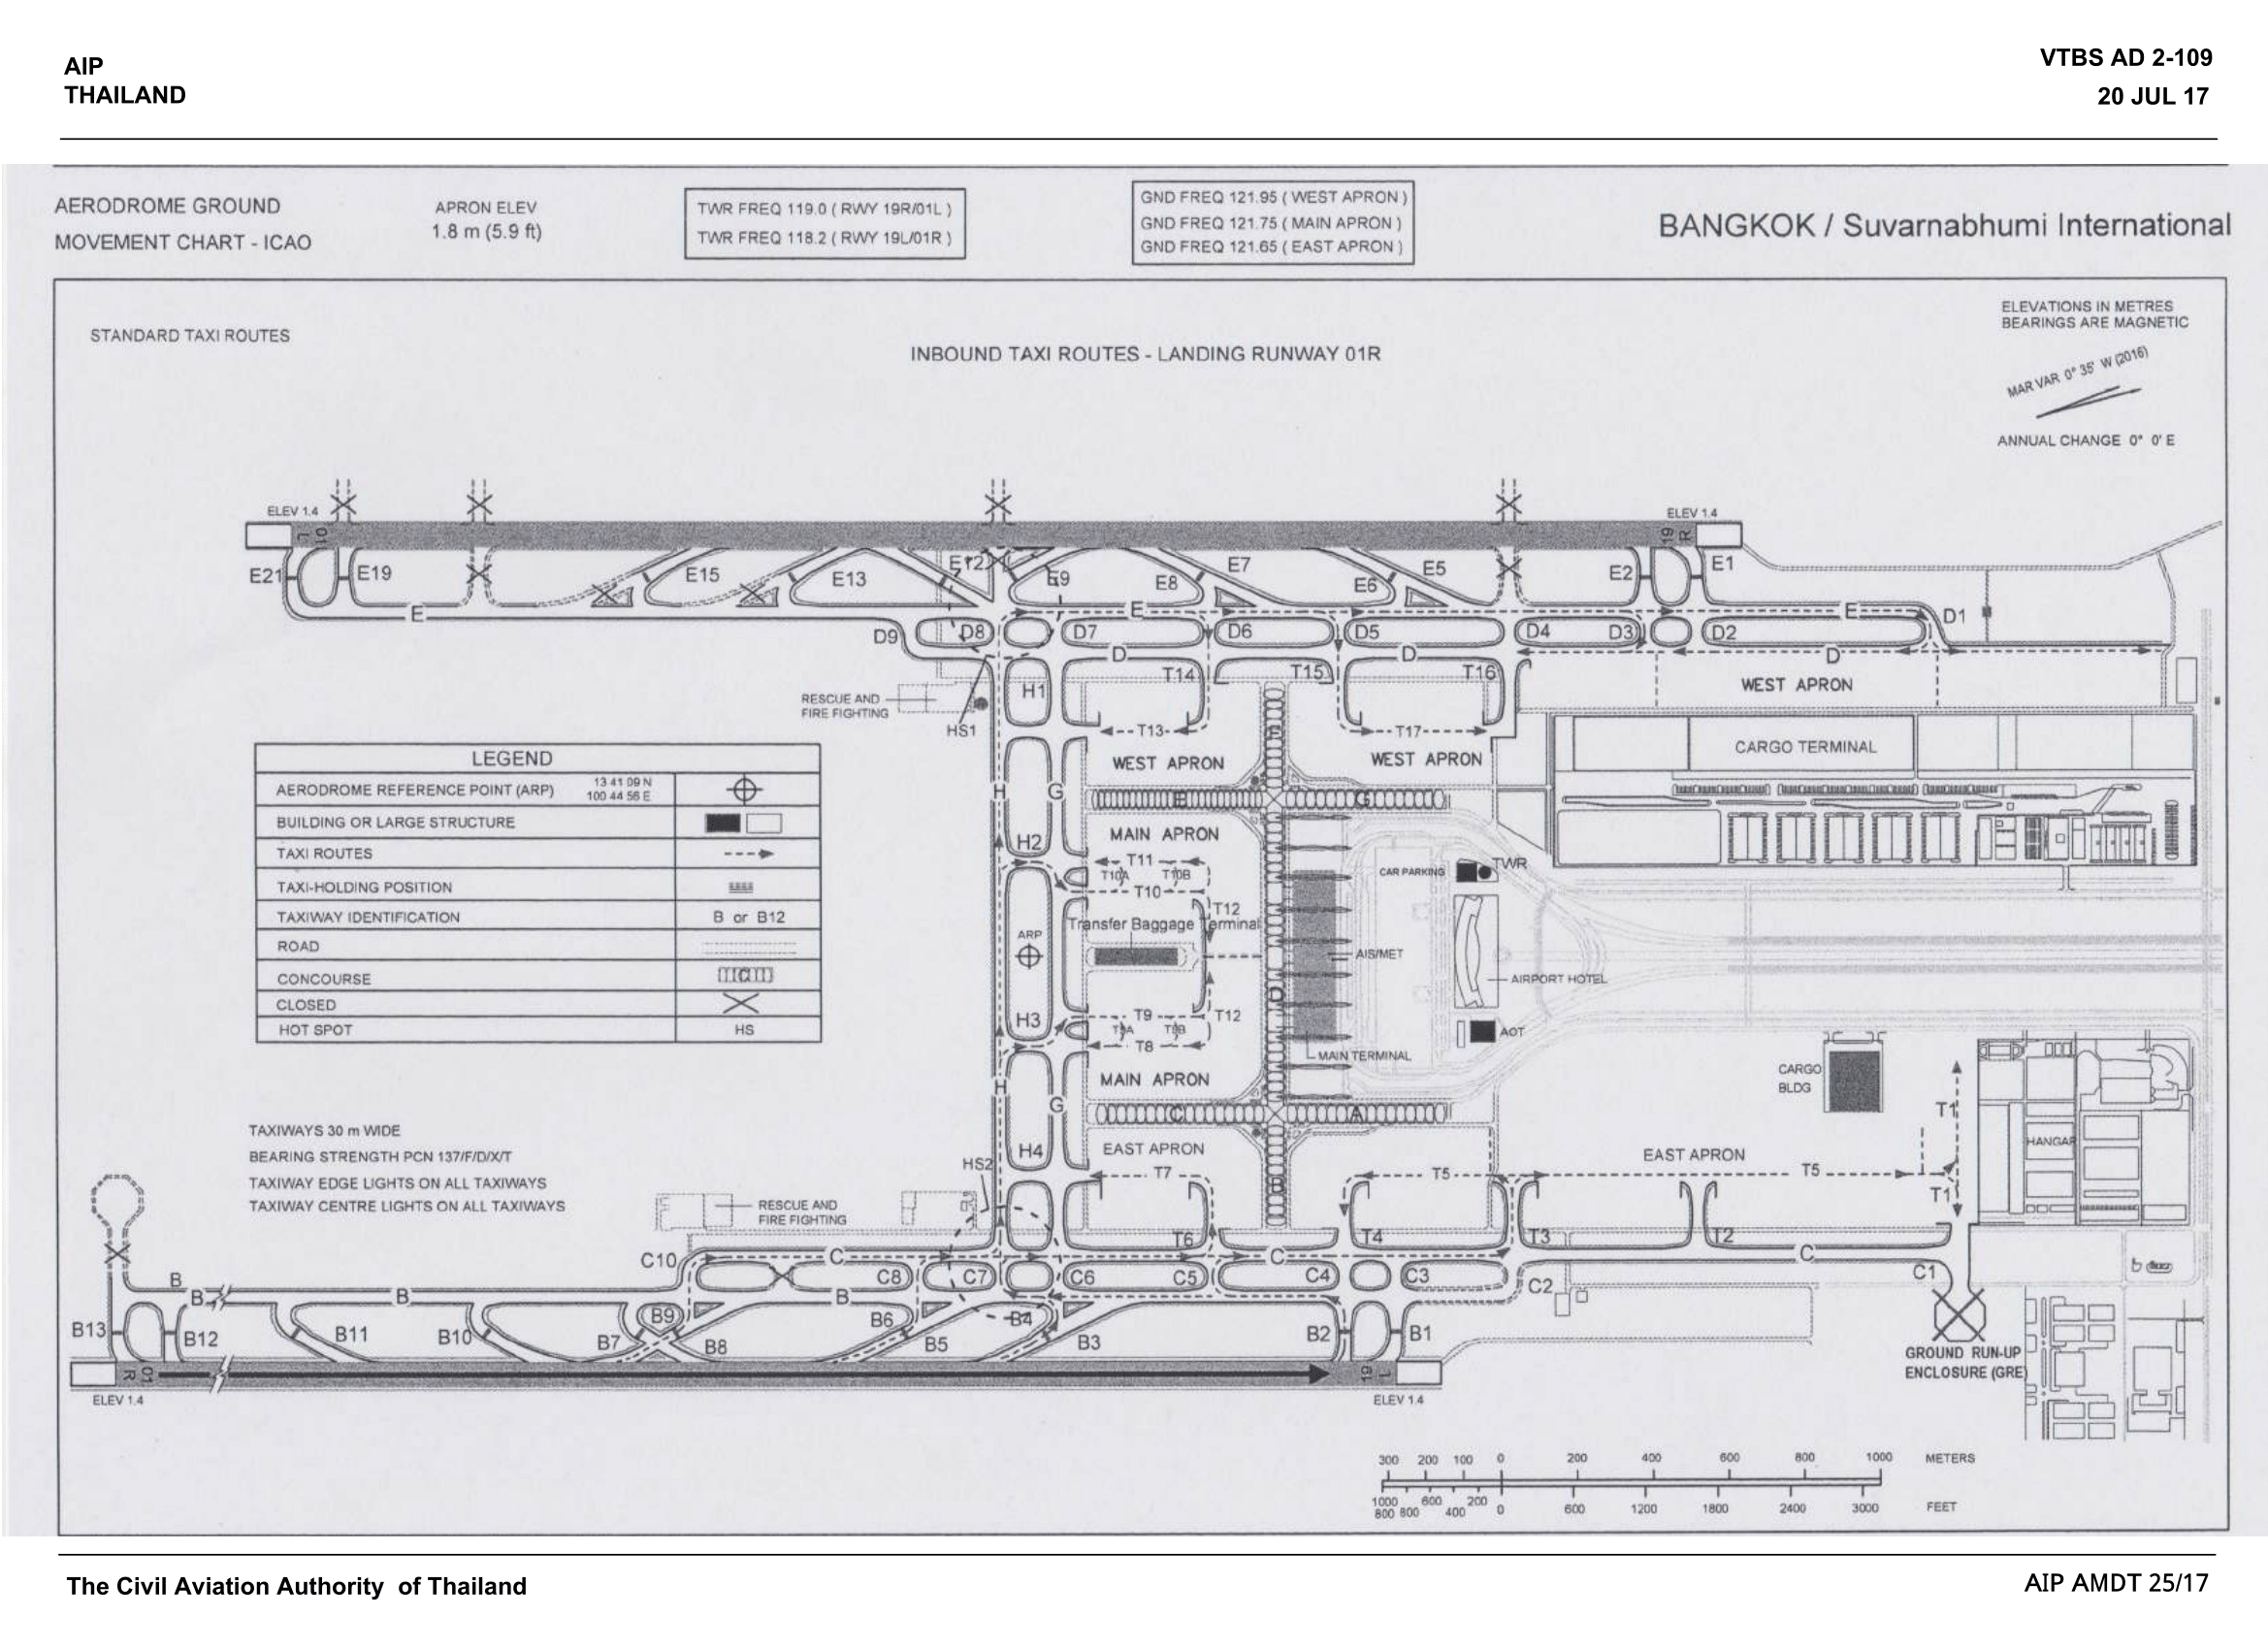 AIP
THAILAND
VTBS AD 2-109
20 JUL 17
AERODROME GROUND
MOVEMENT CHART - ICAO
APRON ELEV
1.8 m (5.9 ft)
TWR FREQ 119.0 ( RWY 19R/01L )
TWR FREQ 118.2 ( RWY 19L/01R )
GND FREQ 121.95 ( WEST APRON )
GND FREQ 121.75 ( MAIN APRON )
GND FREQ 121.65 ( EAST APRON )
BANGKOK / Suvarnabhumi International
STANDARD TAXI ROUTES
INBOUND TAXI ROUTES - LANDING RUNWAY 01R
ELEVATIONS IN METRES
BEARINGS ARE MAGNETIC
MAR VAR 0° 35' W (2016)
ANNUAL CHANGE 0° 0' E
ELEV 1.4
ELEV 1.4
01 L
19 R
E21
E19
E15
E13
E12
E9
E8
E7
E6
E5
E2
E1
E
E
E
D9
D8
D7
D6
D5
D4
D3
D2
D1
D
D
D
T14
T15
T16
H1
WEST APRON
RESCUE AND
FIRE FIGHTING
HS1
T13
T17
F
WEST APRON
WEST APRON
CARGO TERMINAL
LEGEND
AERODROME REFERENCE POINT (ARP) 13 41 09 N
100 44 56 E
BUILDING OR LARGE STRUCTURE
TAXI ROUTES
TAXI-HOLDING POSITION
TAXIWAY IDENTIFICATION B or B12
ROAD
CONCOURSE C
CLOSED
HOT SPOT HS
H
G
E
G
MAIN APRON
H2
T11
T10A
T10B
T10
CAR PARKING
TWR
T12
Transfer Baggage Terminal
ARP
AIS/MET
AIRPORT HOTEL
D
H3
T9
T12
T9A
T9B
T8
AOT
MAIN TERMINAL
MAIN APRON
CARGO
BLDG
H
G
C
A
T1
HANGAR
TAXIWAYS 30 m WIDE
BEARING STRENGTH PCN 137/F/D/X/T
TAXIWAY EDGE LIGHTS ON ALL TAXIWAYS
TAXIWAY CENTRE LIGHTS ON ALL TAXIWAYS
H4
EAST APRON
EAST APRON
HS2
T7
T5
T5
B
T1
RESCUE AND
FIRE FIGHTING
T6
T4
T3
T2
C10
C
C
C
C8
C7
C6
C5
C4
C3
C2
C1
B
B
B
B
B13
B12
B11
B10
B9
B7
B8
B6
B5
B4
B3
B2
B1
01 R
19 L
GROUND RUN-UP
ENCLOSURE (GRE)
ELEV 1.4
ELEV 1.4
300 200 100 0 200 400 600 800 1000 METERS
1000 600 200 0 600 1200 1800 2400 3000 FEET
800 800 400
The Civil Aviation Authority of Thailand
AIP AMDT 25/17